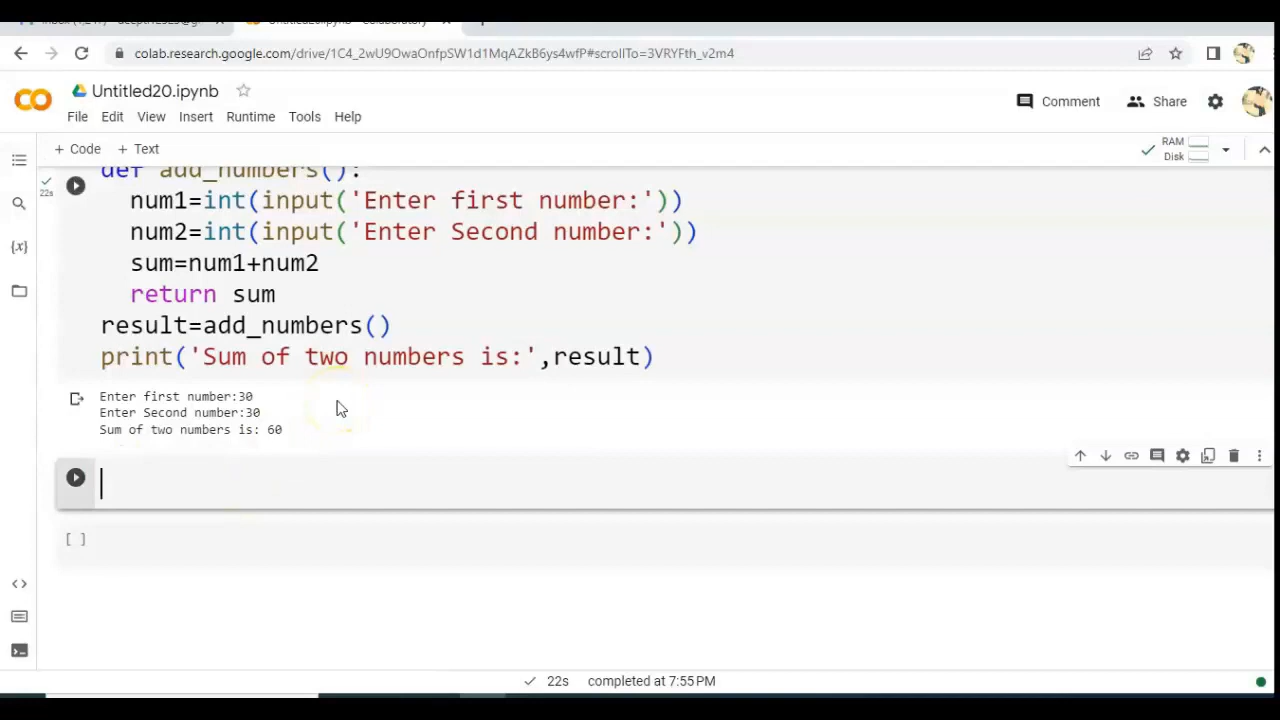 colab.research.google.com/drive/1C4_2wU9OwaOnfpSW1d1MqAZkB6ys4wfP#scrollTo=3VRYFth_v2m4
Untitled20.ipynb
Comment
Share
File Edit View Insert Runtime Tools Help
+ Code + Text
RAM
Disk
def add_numbers():
22s
num1=int(input('Enter first number:'))
num2=int(input('Enter Second number:'))
sum=num1+num2
return sum
result=add_numbers()
print('Sum of two numbers is:',result)
Enter first number:30
Enter Second number:30
Sum of two numbers is: 60
[ ]
22s completed at 7:55 PM